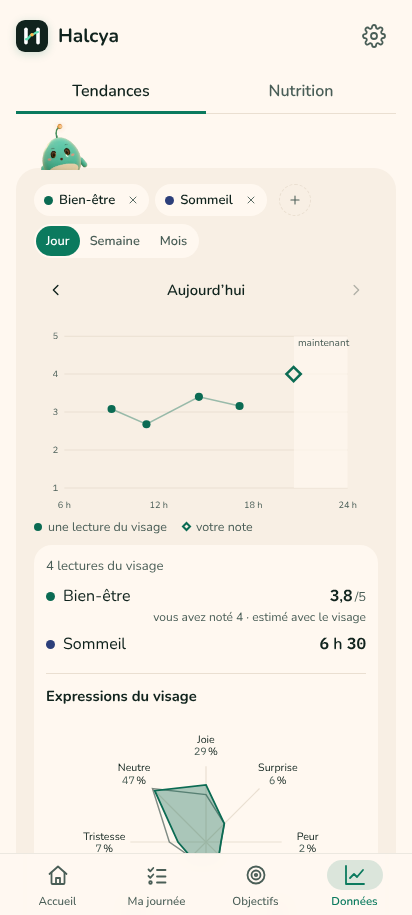 Halcya
Tendances
Nutrition
Bien-être ×
Sommeil ×
+
Jour
Semaine
Mois
Aujourd’hui
maintenant
5
4
3
2
1
6 h
12 h
18 h
24 h
une lecture du visage
votre note
4 lectures du visage
Bien-être
3,8 /5
vous avez noté 4 · estimé avec le visage
Sommeil
6 h 30
Expressions du visage
Joie
29 %
Neutre
47 %
Surprise
6 %
Tristesse
7 %
Peur
2 %
Accueil
Ma journée
Objectifs
Données